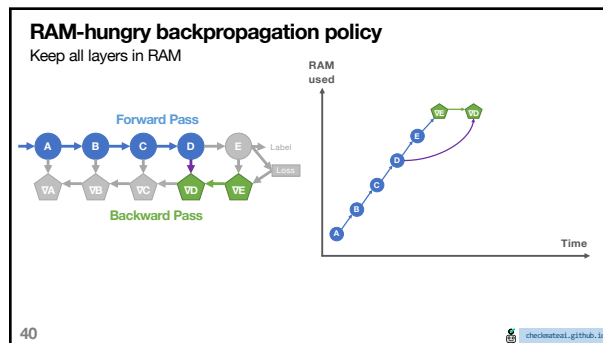 RAM-hungry backpropagation policy
Keep all layers in RAM
Forward Pass
A B C D E Label
Loss
∇A ∇B ∇C ∇D ∇E
Backward Pass
RAM
used
∇E ∇D
E
D
C
B
A
Time
40
checkmateai.github.io